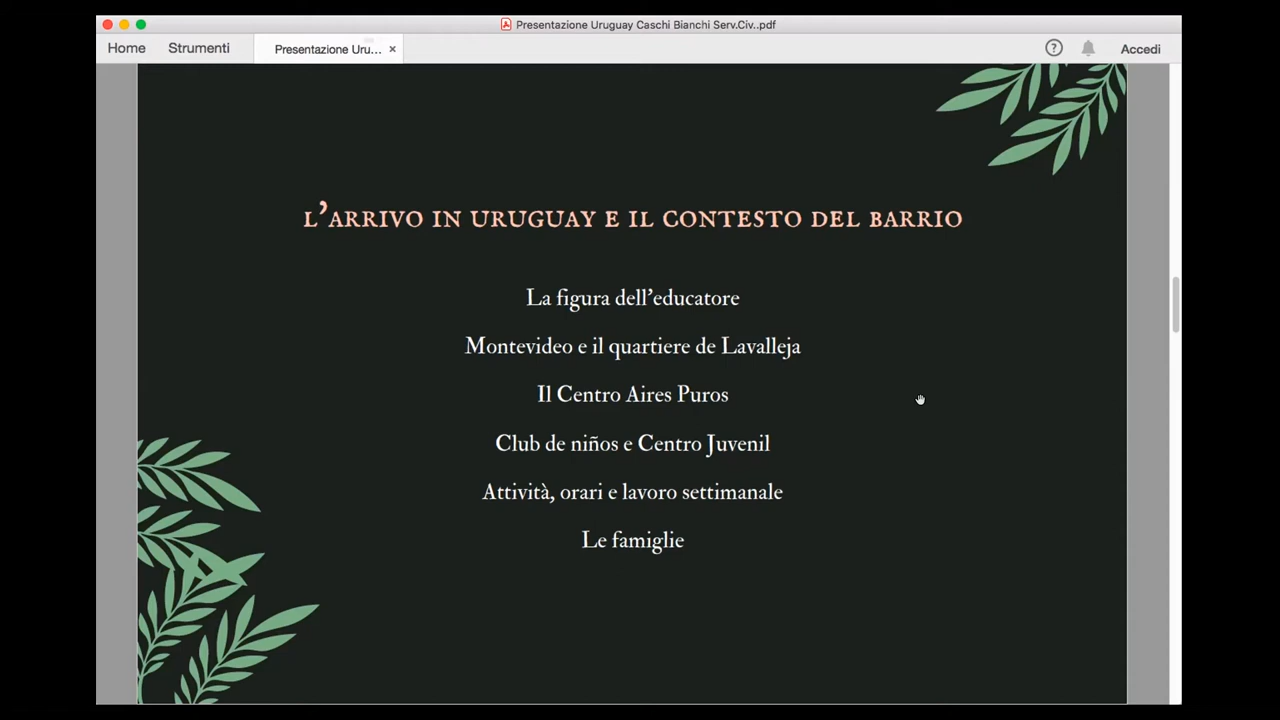 Presentazione Uruguay Caschi Bianchi Serv.Civ..pdf
Home Strumenti Presentazione Uru... × ? Accedi
L'ARRIVO IN URUGUAY E IL CONTESTO DEL BARRIO
La figura dell'educatore
Montevideo e il quartiere de Lavalleja
Il Centro Aires Puros
Club de niños e Centro Juvenil
Attività, orari e lavoro settimanale
Le famiglie